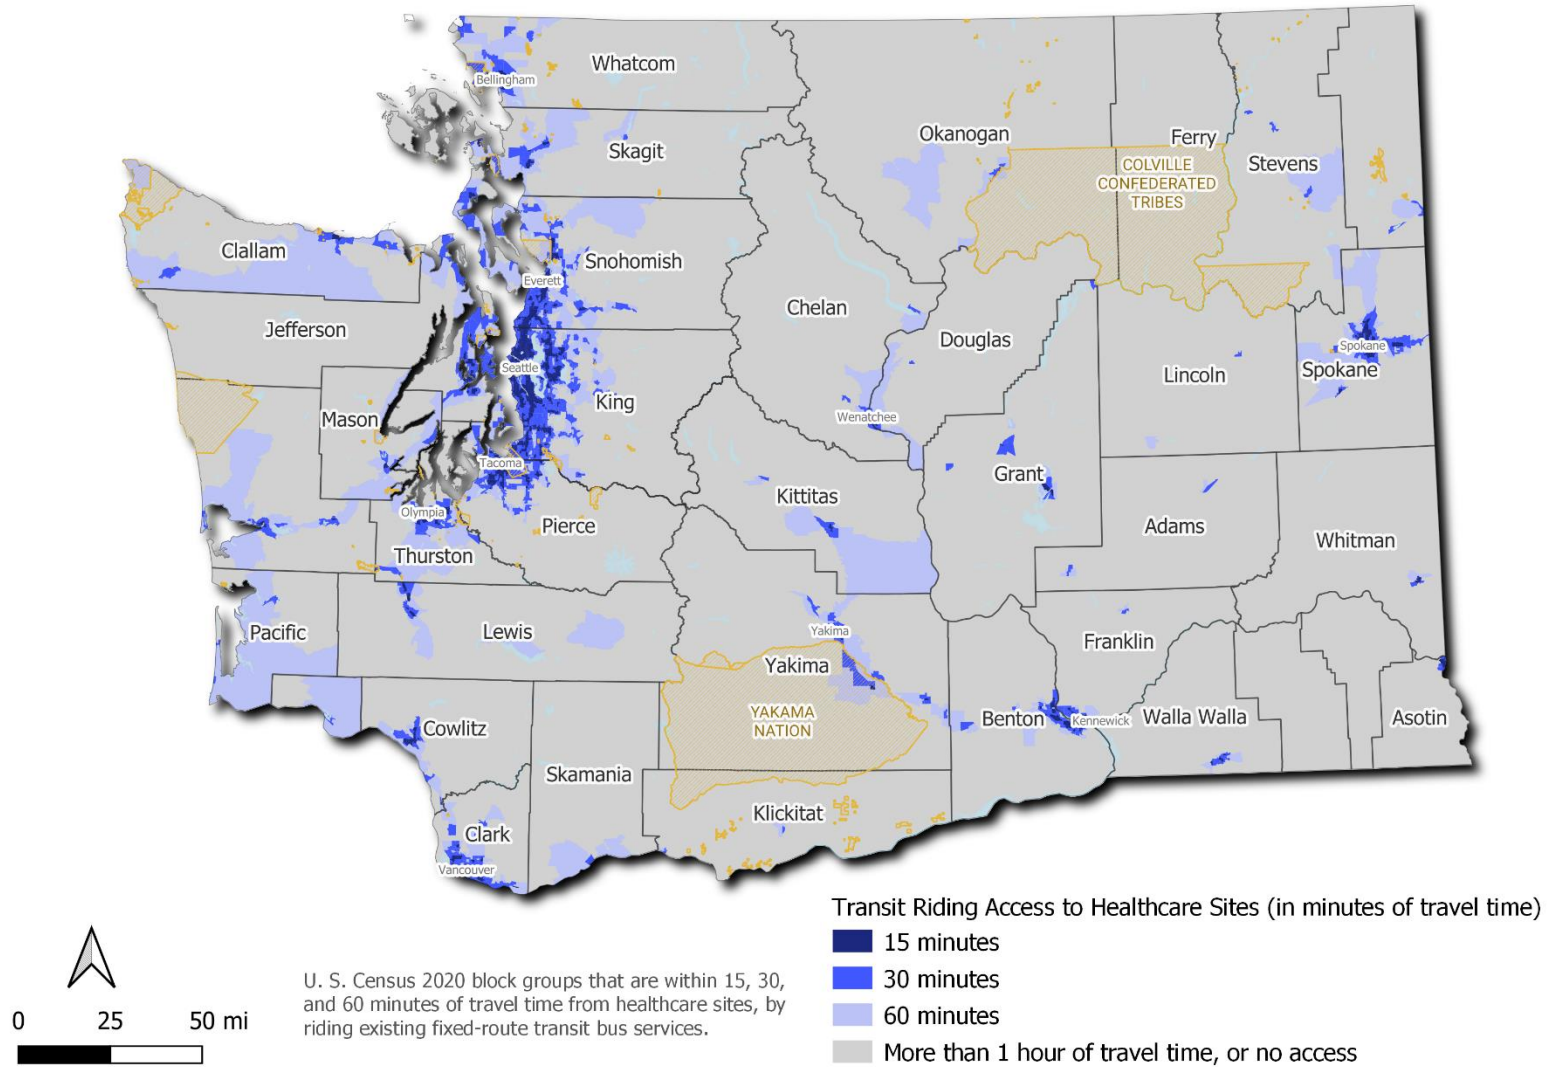 Whatcom
Bellingham
Okanogan
Ferry
Skagit
Stevens
COLVILLE
CONFEDERATED
TRIBES
Clallam
Snohomish
Everett
Chelan
Jefferson
Douglas
Spokane
Seattle
Lincoln
Spokane
King
Mason
Wenatchee
Tacoma
Grant
Kittitas
Olympia
Pierce
Adams
Whitman
Thurston
Pacific
Lewis
Yakima
Franklin
Yakima
YAKAMA
NATION
Cowlitz
Benton
Kennewick
Walla Walla
Asotin
Skamania
Klickitat
Clark
Vancouver
Transit Riding Access to Healthcare Sites (in minutes of travel time)
15 minutes
30 minutes
60 minutes
More than 1 hour of travel time, or no access
U. S. Census 2020 block groups that are within 15, 30,
and 60 minutes of travel time from healthcare sites, by
riding existing fixed-route transit bus services.
0 25 50 mi